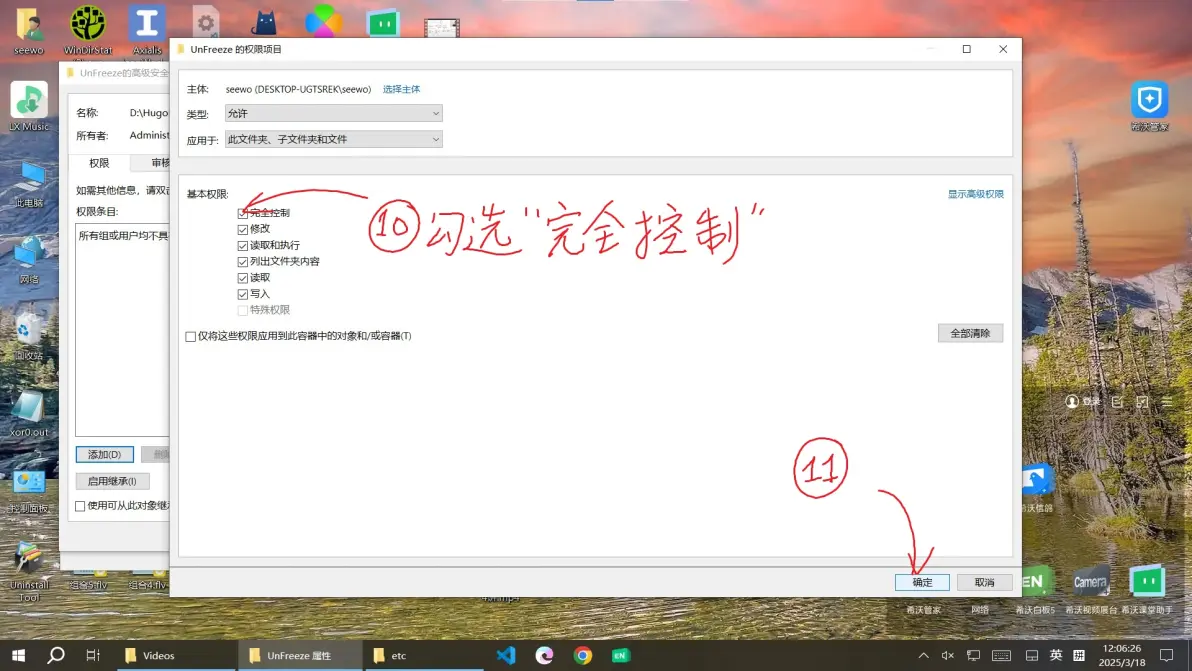 seewo
WinDirStat
Axialis
UnFreeze 的权限项目
UnFreeze的高级安全
主体:
seewo (DESKTOP-UGTSREK\seewo)
选择主体
类型:
允许
应用于:
此文件夹、子文件夹和文件
名称:
D:\Hugo
所有者:
Administ
权限
审核
如需其他信息，请双击
权限条目:
所有组或用户均不具
添加(D)
启用继承(I)
使用可从此对象继
基本权限:
显示高级权限
完全控制
修改
读取和执行
列出文件夹内容
读取
写入
特殊权限
仅将这些权限应用到此容器中的对象和/或容器(T)
全部清除
⑩勾选“完全控制”
⑪
确定
取消
LX Music
此电脑
网络
回收站
xor0.out
控制面板
Uninstall
Tool
组合5.flv
组合4.flv
希沃管家
登录
希沃信鸽
EN
Camera
希沃管家
网络
希沃白板5
希沃视频展台
希沃课堂助手
Videos
UnFreeze 属性
etc
EN
英
12:06:26
2025/3/18